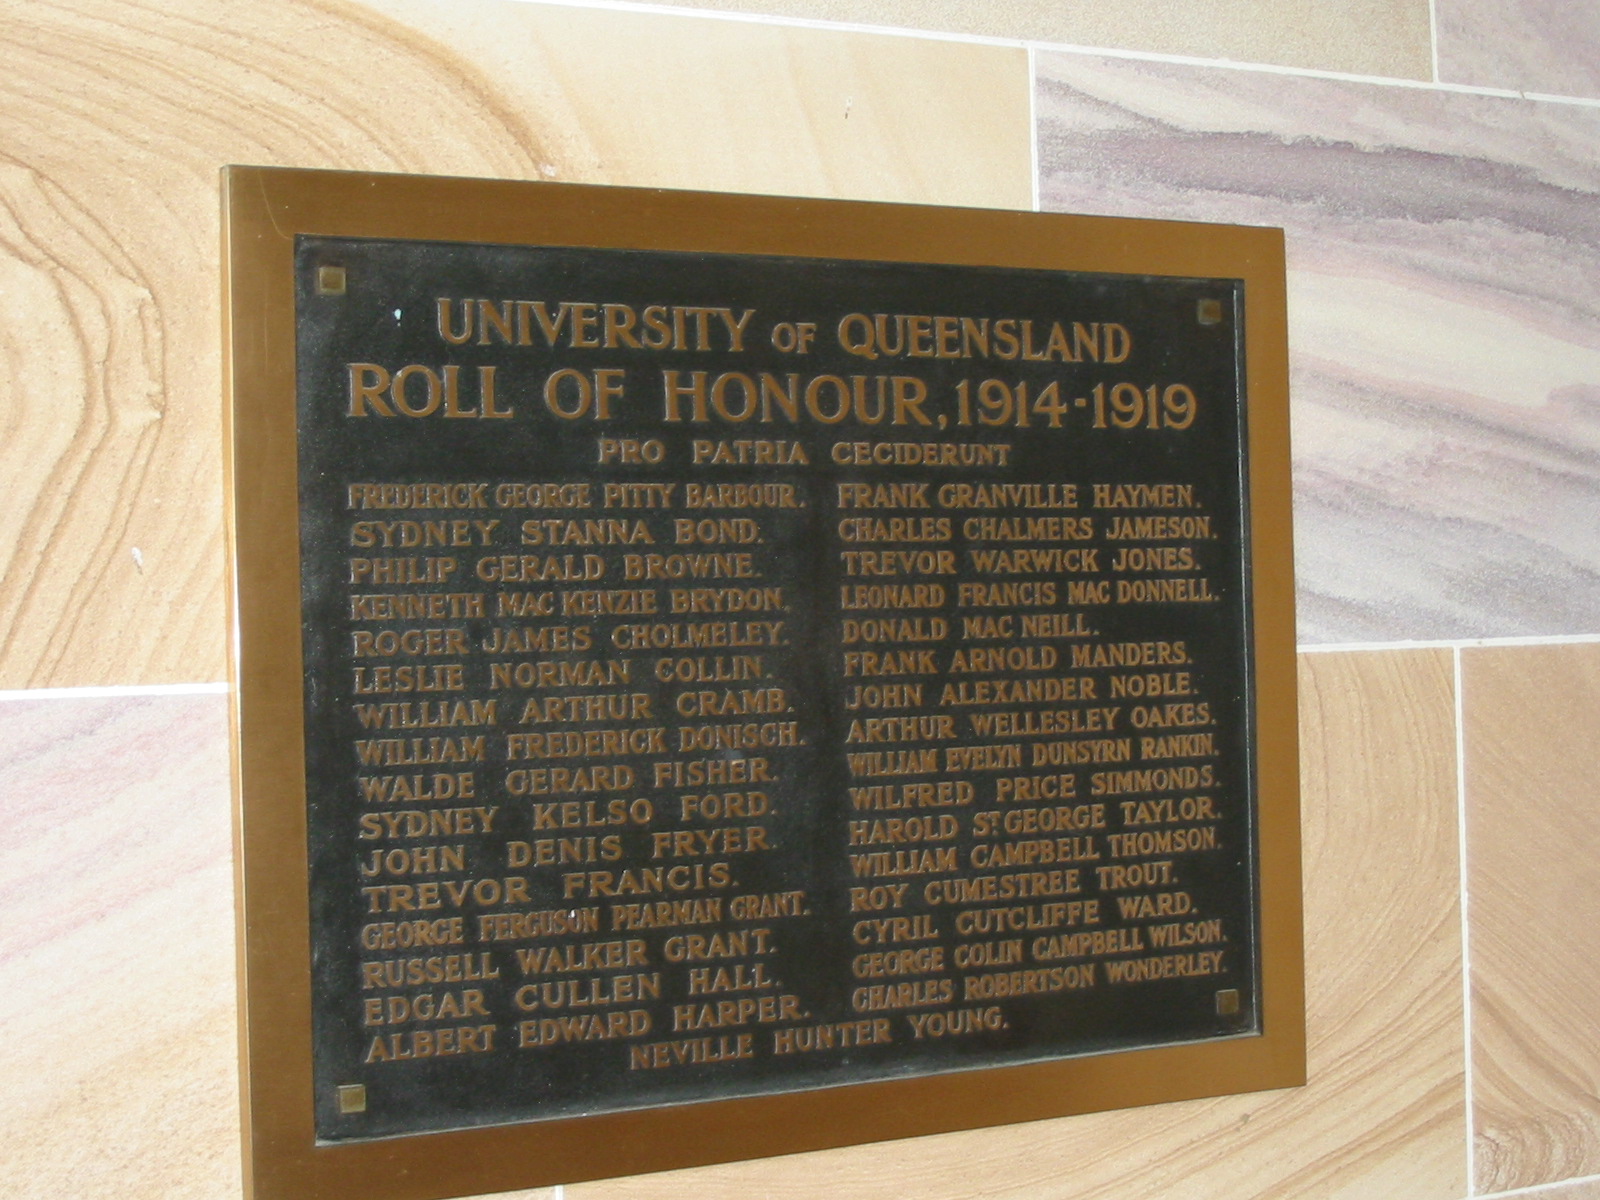 UNIVERSITY OF QUEENSLAND
ROLL OF HONOUR, 1914-1919
PRO PATRIA CECIDERUNT
FREDERICK GEORGE PITTY BARBOUR.
SYDNEY STANNA BOND.
PHILIP GERALD BROWNE.
KENNETH MAC KENZIE BRYDON.
ROGER JAMES CHOLMELEY.
LESLIE NORMAN COLLIN.
WILLIAM ARTHUR CRAMB.
WILLIAM FREDERICK DONISCH.
WALDE GERARD FISHER.
SYDNEY KELSO FORD.
JOHN DENIS FRYER.
TREVOR FRANCIS.
GEORGE FERGUSON PEARMAN GRANT.
RUSSELL WALKER GRANT.
EDGAR CULLEN HALL.
ALBERT EDWARD HARPER.
FRANK GRANVILLE HAYMEN.
CHARLES CHALMERS JAMESON.
TREVOR WARWICK JONES.
LEONARD FRANCIS MAC DONNELL.
DONALD MAC NEILL.
FRANK ARNOLD MANDERS.
JOHN ALEXANDER NOBLE.
ARTHUR WELLESLEY OAKES.
WILLIAM EVELYN DUNSYRN RANKIN.
WILFRED PRICE SIMMONDS.
HAROLD ST. GEORGE TAYLOR.
WILLIAM CAMPBELL THOMSON.
ROY CUMESTREE TROUT.
CYRIL CUTCLIFFE WARD.
GEORGE COLIN CAMPBELL WILSON.
CHARLES ROBERTSON WONDERLEY.
NEVILLE HUNTER YOUNG.